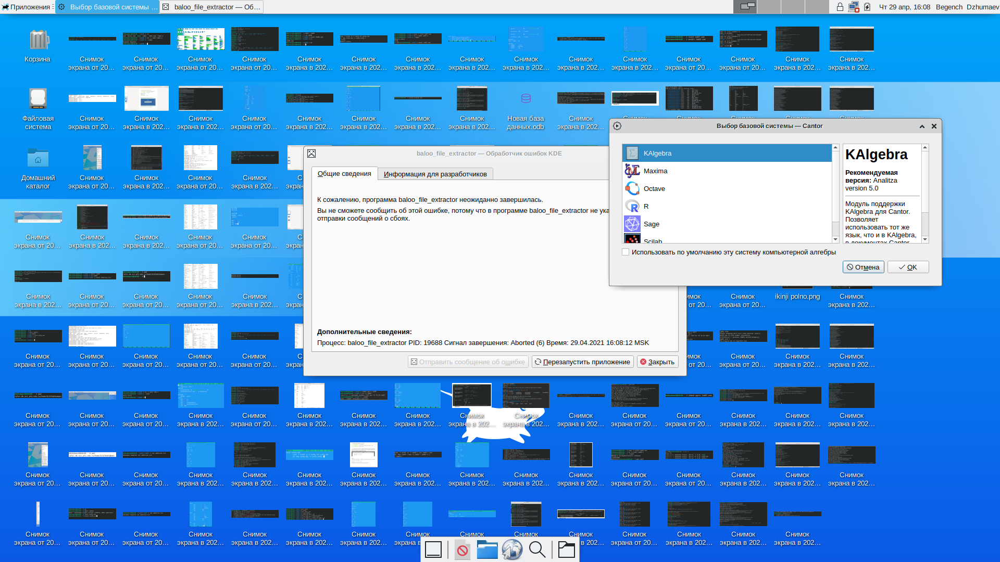 Приложения
Выбор базовой системы ...
baloo_file_extractor — Об...
Чт 29 апр, 16:08
Begench Dzhumaev
Корзина
Снимок
экрана от 20...
Снимок
экрана от 20...
Снимок
экрана от 20...
Снимок
экрана от 20...
Снимок
экрана в 202...
Снимок
экрана в 202...
Снимок
экрана в 202...
Снимок
экрана в 202...
Снимок
экрана в 202...
Снимок
экрана в 202...
Снимок
экрана в 202...
Снимок
экрана от 20...
Снимок
экрана от 20...
Снимок
экрана в 202...
Снимок
экрана в 202...
Файловая
система
Снимок
экрана от 20...
Снимок
экрана в 202...
Снимок
экрана в 202...
Снимок
экрана от 20...
Снимок
экрана в 202...
Снимок
экрана в 202...
Снимок
экрана в 202...
Снимок
экрана в 202...
Новая база
данных.odb
Снимок
экрана в 202...
Выбор базовой системы — Cantor
KAlgebra
Maxima
Octave
R
Sage
Scilab
KAlgebra
Рекомендуемая
версия: Analitza
version 5.0
Модуль поддержки
KAlgebra для Cantor.
Позволяет
использовать тот же
язык, что и в KAlgebra,
в документах Cantor
Использовать по умолчанию эту систему компьютерной алгебры
Отмена
OK
baloo_file_extractor — Обработчик ошибок KDE
Общие сведения
Информация для разработчиков
К сожалению, программа baloo_file_extractor неожиданно завершилась.
Вы не сможете сообщить об этой ошибке, потому что в программе baloo_file_extractor не ука
отправки сообщений о сбоях.
Дополнительные сведения:
Процесс: baloo_file_extractor PID: 19688 Сигнал завершения: Aborted (6) Время: 29.04.2021 16:08:12 MSK
Отправить сообщение об ошибке
Перезапустить приложение
Закрыть
Домашний
каталог
Снимок
экрана от 20...
Снимок
экрана в 202...
Снимок
экрана от 20...
Снимок
экрана в 202...
Снимок
экрана от 20...
Снимок
экрана в 202...
Снимок
экрана от 20...
Снимок
экрана от 20...
Снимок
экрана от 20...
Снимок
экрана в 202...
Снимок
экрана от 20...
Снимок
экрана от 20...
Снимок
экрана от 20...
Снимок
экрана в 202...
Снимок
экрана от 20...
ikinji polno.png
Снимок
экрана в 202...
Снимок
экрана от 20...
Снимок
экрана от 20...
Снимок
экрана от 20...
Снимок
экрана от 20...
Снимок
экрана от 20...
Снимок
экрана от 20...
Снимок
экрана в 202...
Снимок
экрана в 202...
Снимок
экрана от 20...
Снимок
экрана от 20...
Снимок
экрана от 20...
Снимок
экрана в 202...
Снимок
экрана в 202...
Снимок
экрана в 202...
Снимок
экрана в 202...
Снимок
экрана в 202...
Снимок
экрана в 202...
Снимок
экрана в 202...
Снимок
экрана в 202...
Снимок
экрана от 20...
Снимок
экрана от 20...
Снимок
экрана в 202...
Снимок
экрана в 202...
Снимок
экрана в 202...
Снимок
экрана от 20...
Снимок
экрана от 20...
Снимок
экрана от 20...
Снимок
экрана в 202...
Снимок
экрана в 202...
Снимок
экрана в 202...
Снимок
экрана в 202...
Снимок
экрана в 202...
Снимок
экрана в 202...
Снимок
экрана в 202...
Снимок
экрана в 202...
Снимок
экрана от 20...
Снимок
экрана от 20...
Снимок
экрана в 202...
Снимок
экрана в 202...
Снимок
экрана в 202...
Снимок
экрана от 20...
Снимок
экрана от 20...
Снимок
экрана от 20...
Снимок
экрана в 202...
Снимок
экрана в 202...
Снимок
экрана в 202...
Снимок
экрана в 202...
Снимок
Снимок
Снимок
Снимок
в 202...
Снимок
экрана от 20...
Снимок
экрана от 20...
Снимок
экрана в 202...
Снимок
экрана в 202...